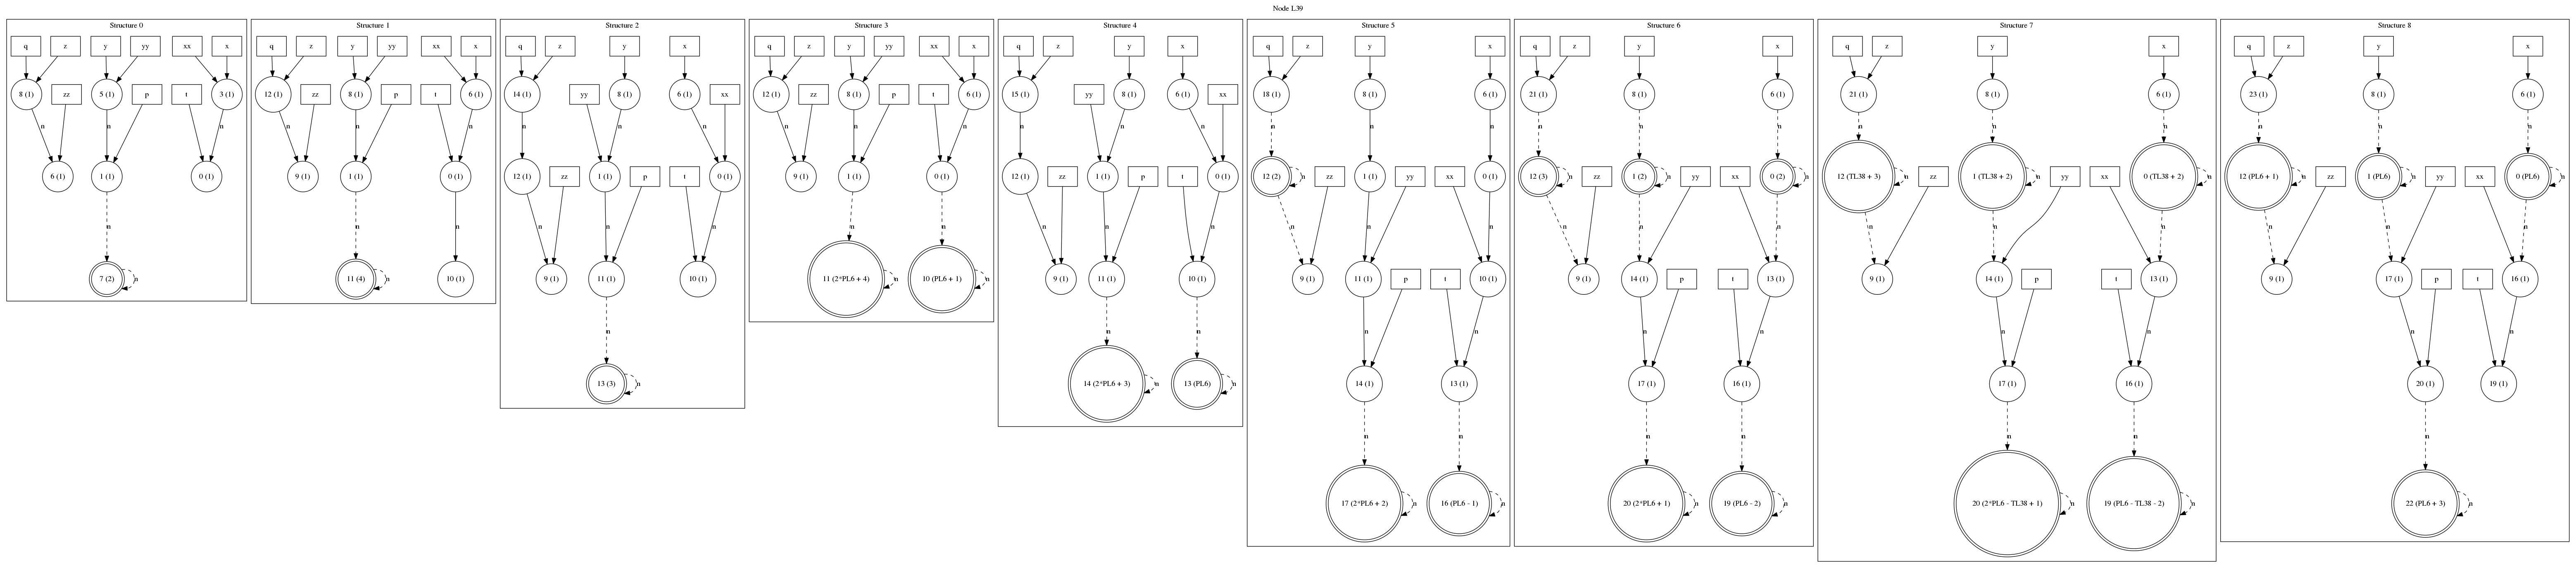 Node L39
Structure 0
q
z
y
yy
xx
x
8 (1)
zz
5 (1)
p
t
3 (1)
n
n
n
6 (1)
1 (1)
0 (1)
n
7 (2)
n
Structure 1
q
z
y
yy
xx
x
12 (1)
zz
8 (1)
p
t
6 (1)
n
n
n
9 (1)
1 (1)
0 (1)
n
n
11 (4)
n
10 (1)
Structure 2
q
z
y
x
14 (1)
yy
8 (1)
6 (1)
xx
n
n
n
12 (1)
zz
1 (1)
p
t
0 (1)
n
n
n
9 (1)
11 (1)
10 (1)
n
13 (3)
n
Structure 3
q
z
y
yy
xx
x
12 (1)
zz
8 (1)
p
t
6 (1)
n
n
n
9 (1)
1 (1)
0 (1)
n
n
11 (2*PL6 + 4)
n
10 (PL6 + 1)
n
Structure 4
q
z
y
x
15 (1)
yy
8 (1)
6 (1)
xx
n
n
n
12 (1)
zz
1 (1)
p
t
0 (1)
n
n
n
9 (1)
11 (1)
10 (1)
n
n
14 (2*PL6 + 3)
n
13 (PL6)
n
Structure 5
q
z
y
x
18 (1)
8 (1)
6 (1)
n
n
n
12 (2)
n
zz
1 (1)
yy
xx
0 (1)
n
n
n
9 (1)
11 (1)
p
t
10 (1)
n
n
14 (1)
13 (1)
n
n
17 (2*PL6 + 2)
n
16 (PL6 - 1)
n
Structure 6
q
z
y
x
21 (1)
8 (1)
6 (1)
n
n
n
12 (3)
n
zz
1 (2)
n
yy
xx
0 (2)
n
n
n
n
9 (1)
14 (1)
p
t
13 (1)
n
n
17 (1)
16 (1)
n
n
20 (2*PL6 + 1)
n
19 (PL6 - 2)
n
Structure 7
q
z
y
x
21 (1)
8 (1)
6 (1)
n
n
n
12 (TL38 + 3)
n
zz
1 (TL38 + 2)
n
yy
xx
0 (TL38 + 2)
n
n
n
n
9 (1)
14 (1)
p
t
13 (1)
n
n
17 (1)
16 (1)
n
n
20 (2*PL6 - TL38 + 1)
n
19 (PL6 - TL38 - 2)
n
Structure 8
q
z
y
x
23 (1)
8 (1)
6 (1)
n
n
n
12 (PL6 + 1)
n
zz
1 (PL6)
n
yy
xx
0 (PL6)
n
n
n
n
9 (1)
17 (1)
p
t
16 (1)
n
n
20 (1)
19 (1)
n
22 (PL6 + 3)
n